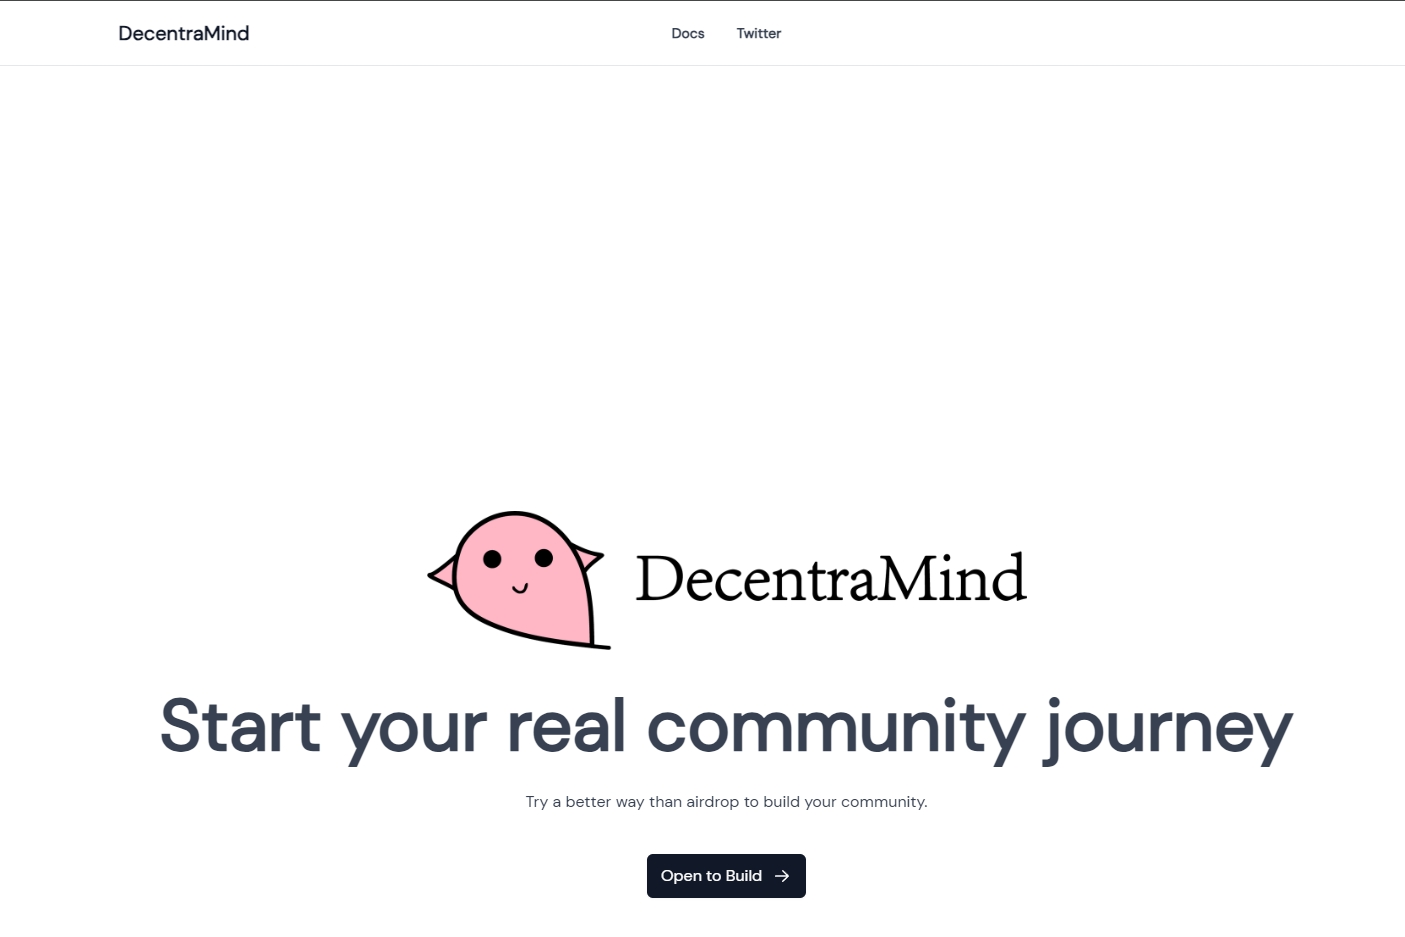 DecentraMind
Docs
Twitter
DecentraMind
Start your real community journey
Try a better way than airdrop to build your community.
Open to Build